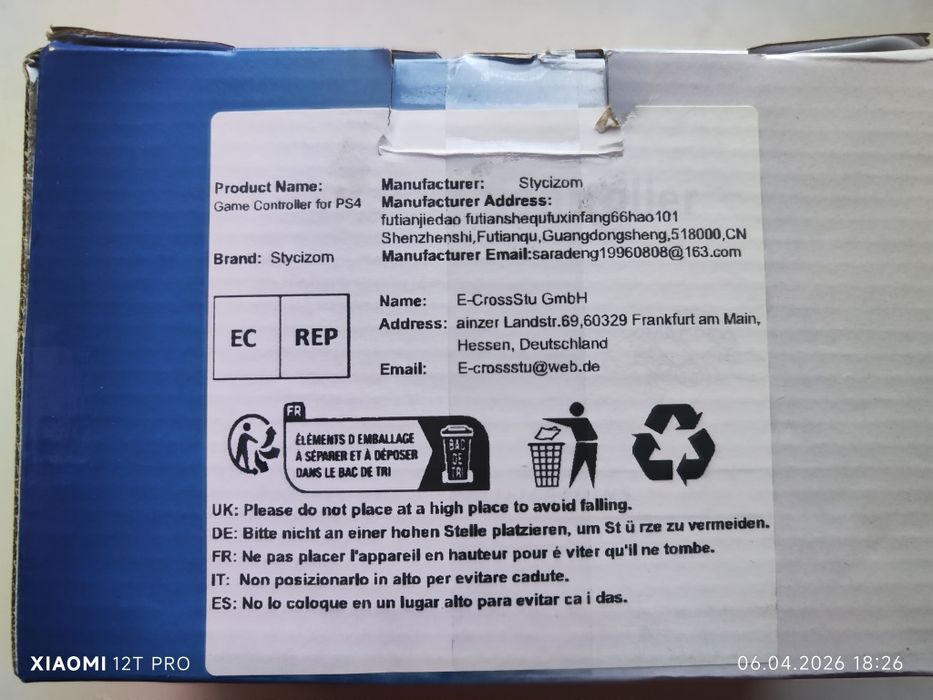 Product Name:
Game Controller for PS4
Brand: Stycizom
Manufacturer: Stycizom
Manufacturer Address:
futianjiedao futianshequfuxinfang66hao101
Shenzhenshi,Futianqu,Guangdongsheng,518000,CN
Manufacturer Email:saradeng19960808@163.com
EC REP
Name: E-CrossStu GmbH
Address: ainzer Landstr.69,60329 Frankfurt am Main,
Hessen, Deutschland
Email: E-crossstu@web.de
FR
ÉLÉMENTS D EMBALLAGE
À SÉPARER ET À DÉPOSER
DANS LE BAC DE TRI
BAC
DE
TRI
UK: Please do not place at a high place to avoid falling.
DE: Bitte nicht an einer hohen Stelle platzieren, um St ü rze zu vermeiden.
FR: Ne pas placer l'appareil en hauteur pour é viter qu'il ne tombe.
IT: Non posizionarlo in alto per evitare cadute.
ES: No lo coloque en un lugar alto para evitar ca í das.
XIAOMI 12T PRO
06.04.2026 18:26